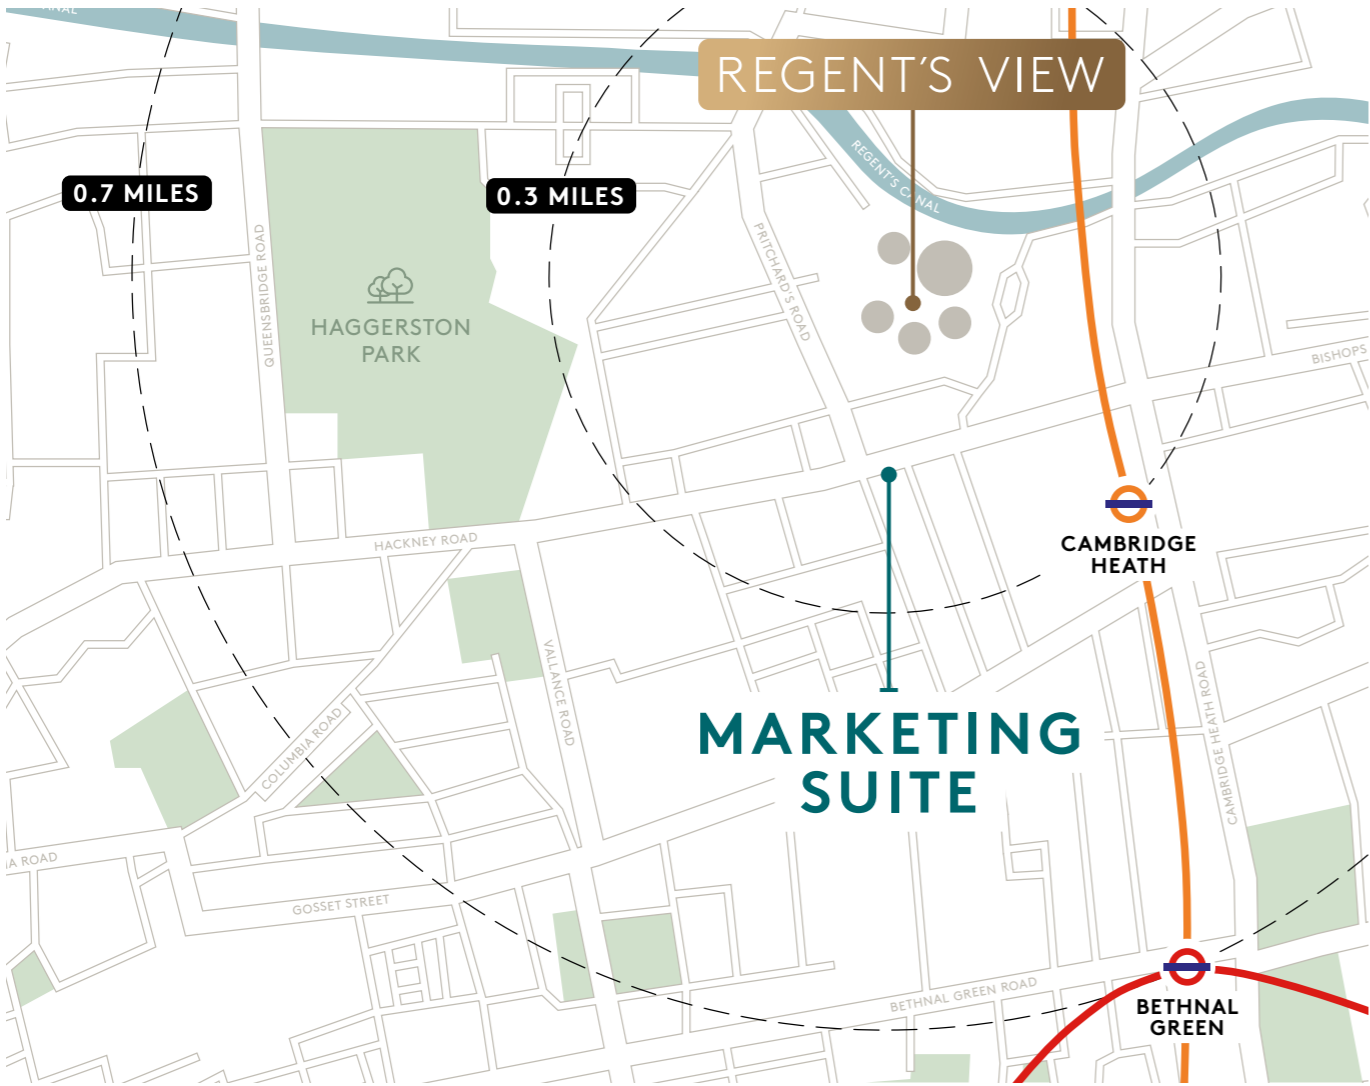 CANAL
REGENT'S VIEW
REGENT'S CANAL
0.7 MILES
0.3 MILES
QUEENSBRIDGE ROAD
PRITCHARD'S ROAD
HAGGERSTON
PARK
BISHOPS
HACKNEY ROAD
CAMBRIDGE
HEATH
VALLANCE ROAD
COLUMBIA ROAD
CAMBRIDGE HEATH ROAD
MARKETING
SUITE
IA ROAD
GOSSET STREET
BETHNAL GREEN ROAD
BETHNAL
GREEN